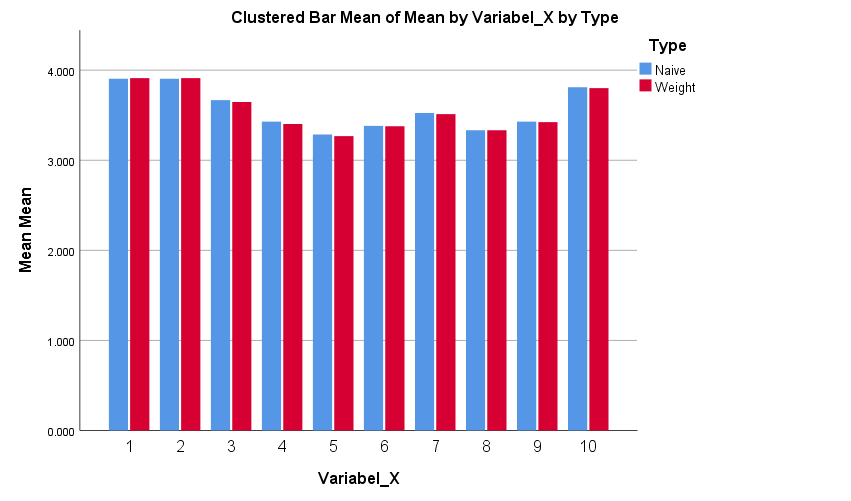 Clustered Bar Mean of Mean by Variabel_X by Type
Type
Naive
Weight
Mean Mean
4.000
3.000
2.000
1.000
0.000
1 2 3 4 5 6 7 8 9 10
Variabel_X